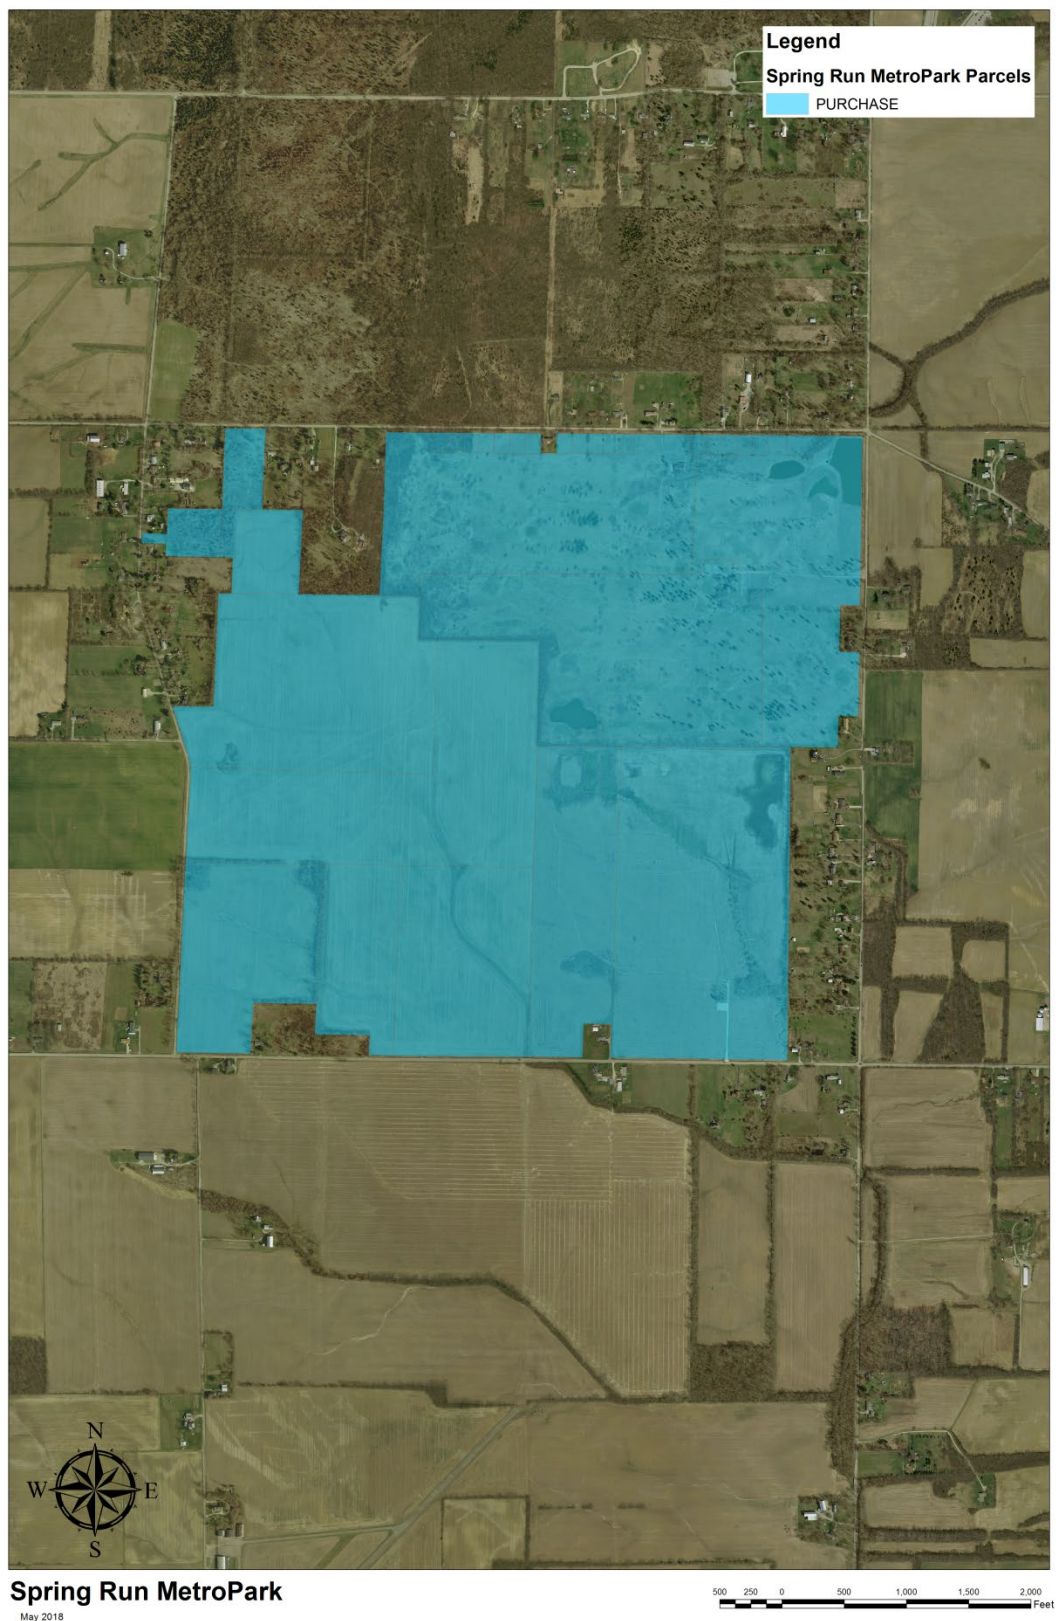 Legend
Spring Run MetroPark Parcels
PURCHASE
N
W E
S
Spring Run MetroPark
May 2018
500 250 0 500 1,000 1,500 2,000
Feet